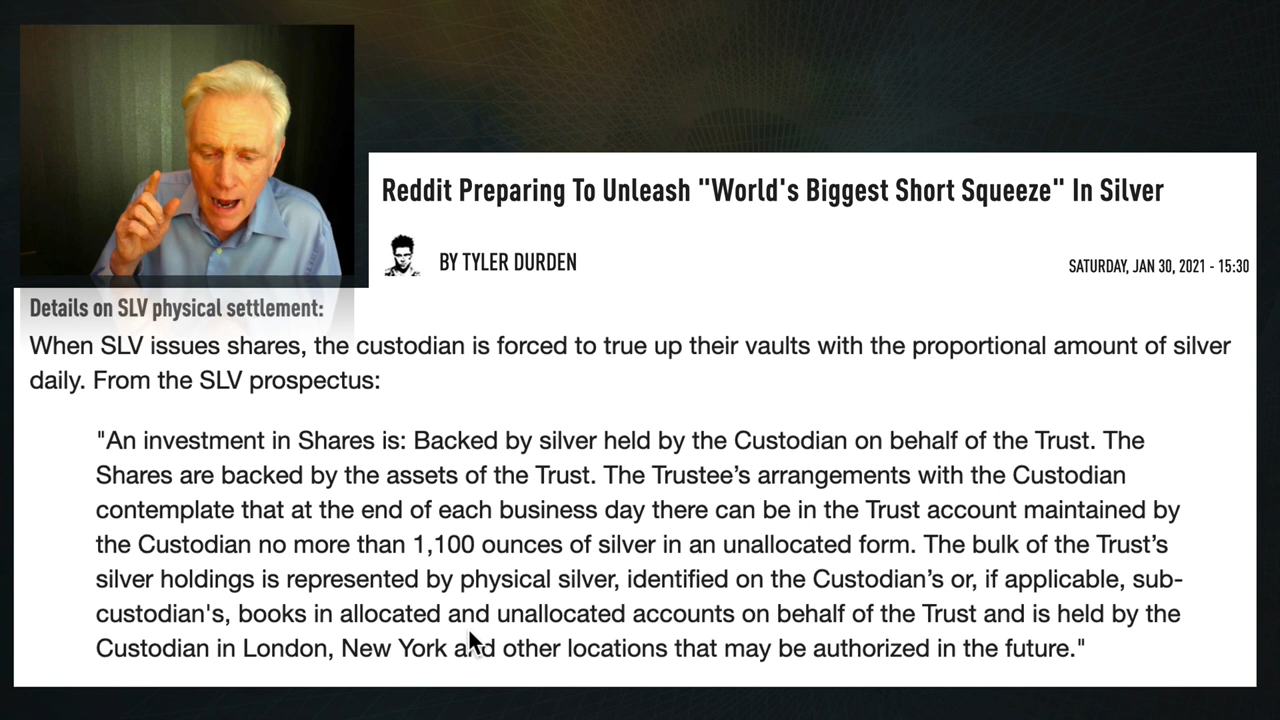 Reddit Preparing To Unleash "World's Biggest Short Squeeze" In Silver
BY TYLER DURDEN
SATURDAY, JAN 30, 2021 - 15:30
Details on SLV physical settlement:
When SLV issues shares, the custodian is forced to true up their vaults with the proportional amount of silver
daily. From the SLV prospectus:
"An investment in Shares is: Backed by silver held by the Custodian on behalf of the Trust. The
Shares are backed by the assets of the Trust. The Trustee’s arrangements with the Custodian
contemplate that at the end of each business day there can be in the Trust account maintained by
the Custodian no more than 1,100 ounces of silver in an unallocated form. The bulk of the Trust’s
silver holdings is represented by physical silver, identified on the Custodian’s or, if applicable, sub-
custodian's, books in allocated and unallocated accounts on behalf of the Trust and is held by the
Custodian in London, New York and other locations that may be authorized in the future."